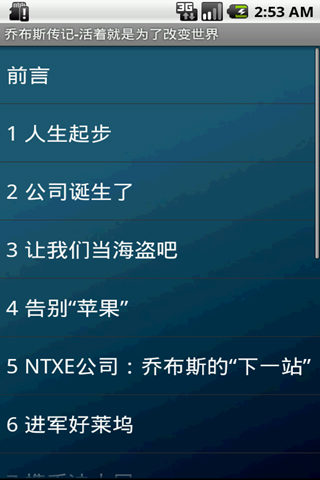 3G
2:53 AM
乔布斯传记-活着就是为了改变世界
前言
1 人生起步
2 公司诞生了
3 让我们当海盗吧
4 告别“苹果”
5 NTXE公司：乔布斯的“下一站”
6 进军好莱坞